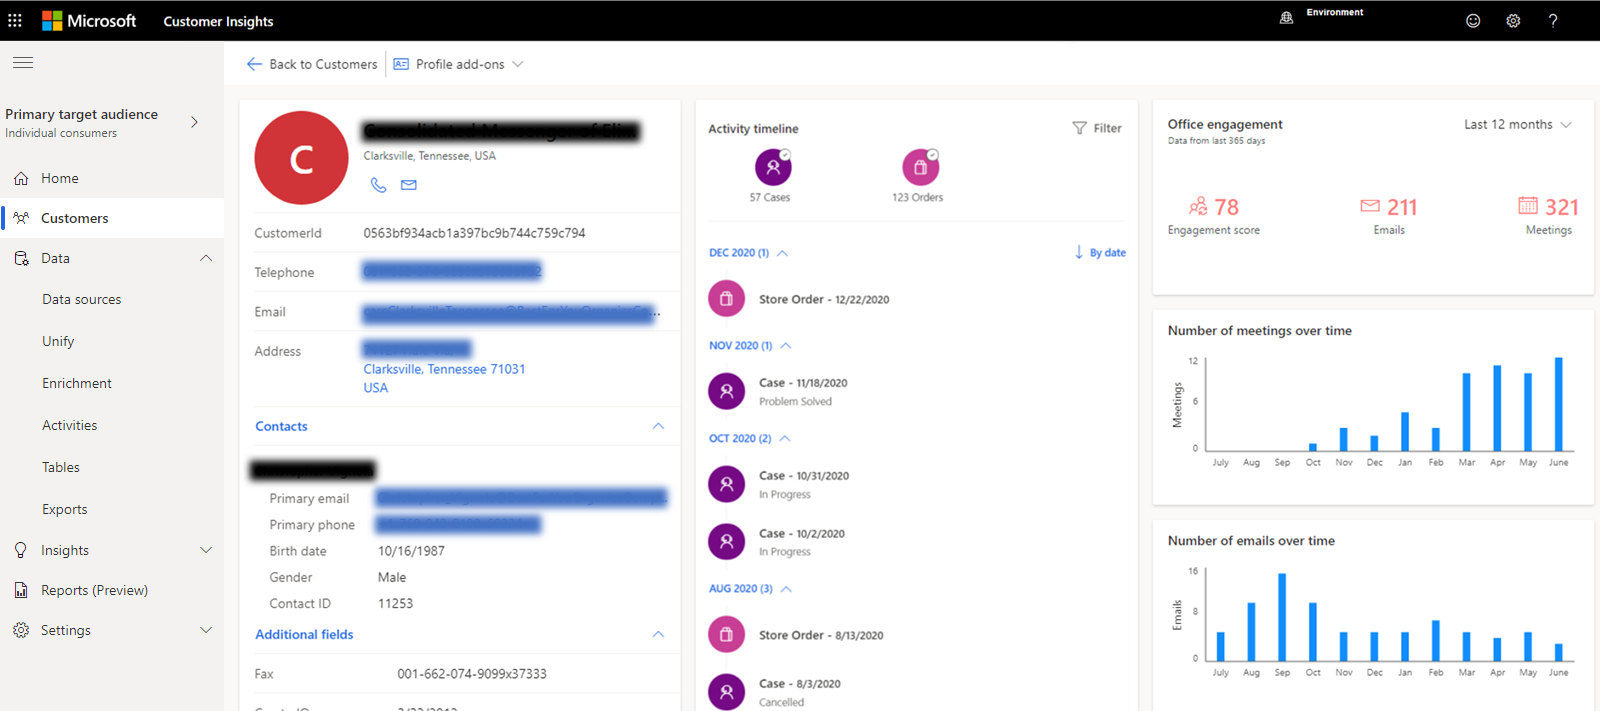 Microsoft
Customer Insights
Environment
?
Primary target audience
Individual consumers
Home
Customers
Data
Data sources
Unify
Enrichment
Activities
Tables
Exports
Insights
Reports (Preview)
Settings
Back to Customers
Profile add-ons
C
Clarksville, Tennessee, USA
CustomerId 0563bf934acb1a397bc9b744c759c794
Telephone
Email
Address
Clarksville, Tennessee 71031
USA
Contacts
Primary email
Primary phone
Birth date 10/16/1987
Gender Male
Contact ID 11253
Additional fields
Fax 001-662-074-9099x37333
Activity timeline
Filter
57 Cases
123 Orders
DEC 2020 (1)
By date
Store Order - 12/22/2020
NOV 2020 (1)
Case - 11/18/2020
Problem Solved
OCT 2020 (2)
Case - 10/31/2020
In Progress
Case - 10/2/2020
In Progress
AUG 2020 (3)
Store Order - 8/13/2020
Case - 8/3/2020
Cancelled
Office engagement
Last 12 months
Data from last 365 days
78 211 321
Engagement score Emails Meetings
Number of meetings over time
12
6
0
Meetings
July Aug Sep Oct Nov Dec Jan Feb Mar Apr May June
Number of emails over time
16
8
0
Emails
July Aug Sep Oct Nov Dec Jan Feb Mar Apr May June